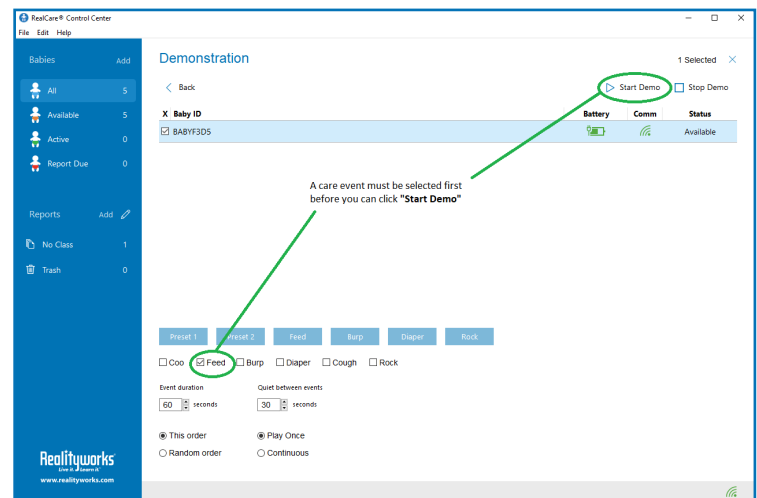 RealCare® Control Center
File Edit Help
Babies Add
All 5
Available 5
Active 0
Report Due 0
Reports Add
No Class 1
Trash 0
Realityworks
Live it. Learn it.
www.realityworks.com
Demonstration
1 Selected
Back
Start Demo Stop Demo
X Baby ID Battery Comm Status
BABYF3D5 Available
A care event must be selected first
before you can click "Start Demo"
Preset 1 Preset 2 Feed Burp Diaper Rock
Coo Feed Burp Diaper Cough Rock
Event duration Quiet between events
60 seconds 30 seconds
This order Play Once
Random order Continuous